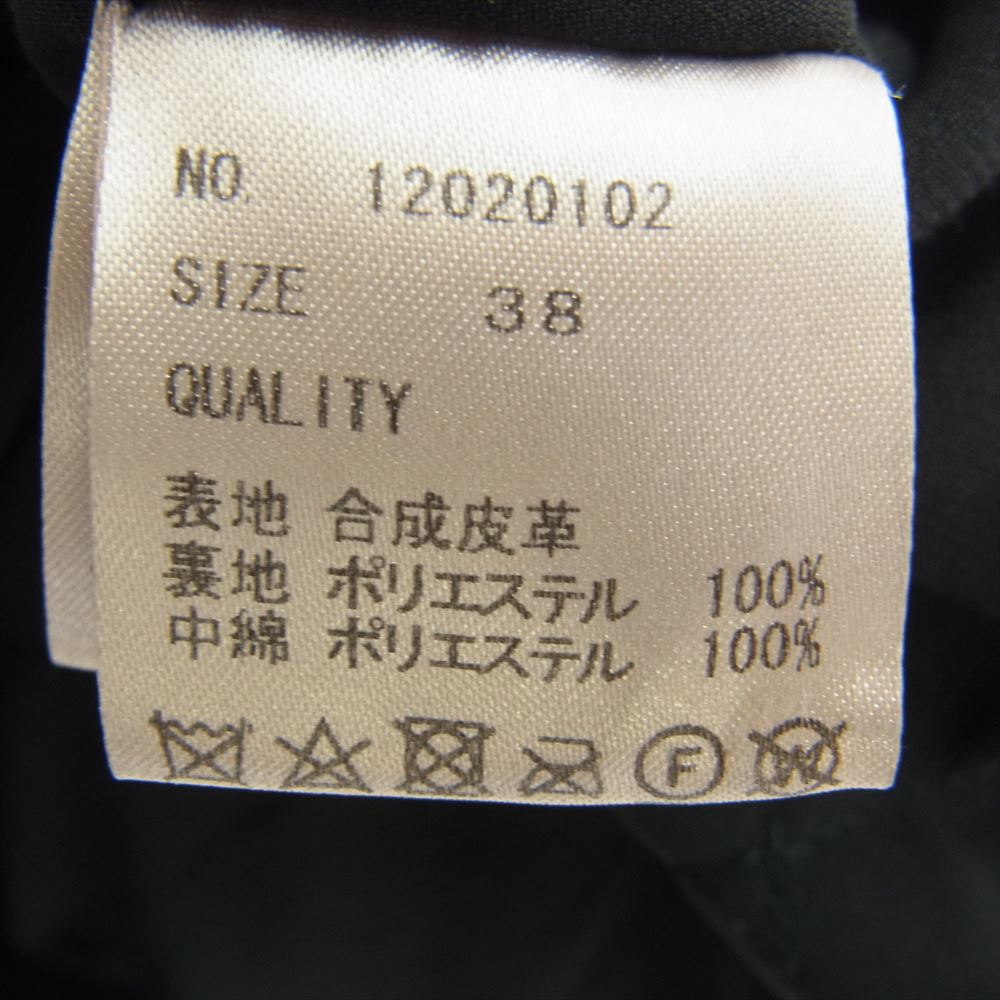 NO. 12020102
SIZE 38
QUALITY
表地 合成皮革
裏地 ポリエステル 100%
中綿 ポリエステル 100%
F W